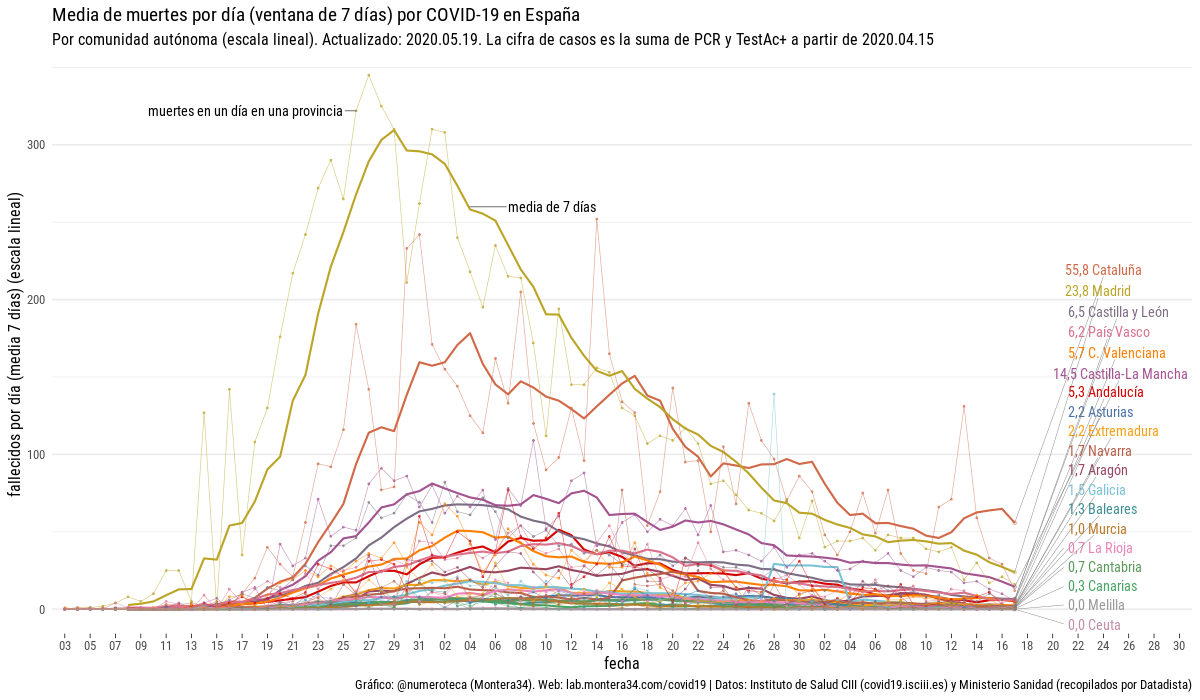 Media de muertes por día (ventana de 7 días) por COVID-19 en España
Por comunidad autónoma (escala lineal). Actualizado: 2020.05.19. La cifra de casos es la suma de PCR y TestAc+ a partir de 2020.04.15
fallecidos por día (media 7 días) (escala lineal)
300
200
100
0
muertes en un día en una provincia
media de 7 días
55,8 Cataluña
23,8 Madrid
6,5 Castilla y León
6,2 País Vasco
5,7 C. Valenciana
14,5 Castilla-La Mancha
5,3 Andalucía
2,2 Asturias
2,2 Extremadura
1,7 Navarra
1,7 Aragón
1,5 Galicia
1,3 Baleares
1,0 Murcia
0,7 La Rioja
0,7 Cantabria
0,3 Canarias
0,0 Melilla
0,0 Ceuta
03 05 07 09 11 13 15 17 19 21 23 25 27 29 31 02 04 06 08 10 12 14 16 18 20 22 24 26 28 30 02 04 06 08 10 12 14 16 18 20 22 24 26 28 30
fecha
Gráfico: @numeroteca (Montera34). Web: lab.montera34.com/covid19 | Datos: Instituto de Salud CIII (covid19.isciii.es) y Ministerio Sanidad (recopilados por Datadista)